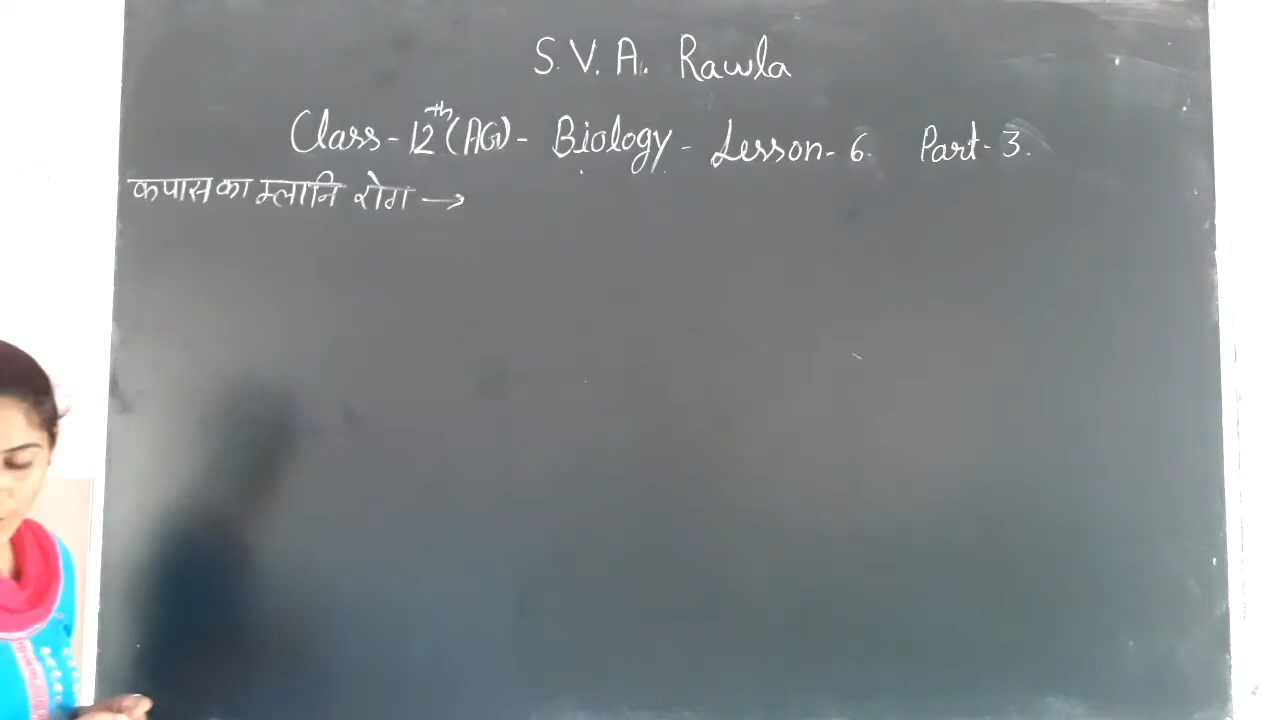 S.V.A. Rawla
Class-12th (AG)- Biology - Lesson-6. Part-3.
कपास का म्लानि रोग →